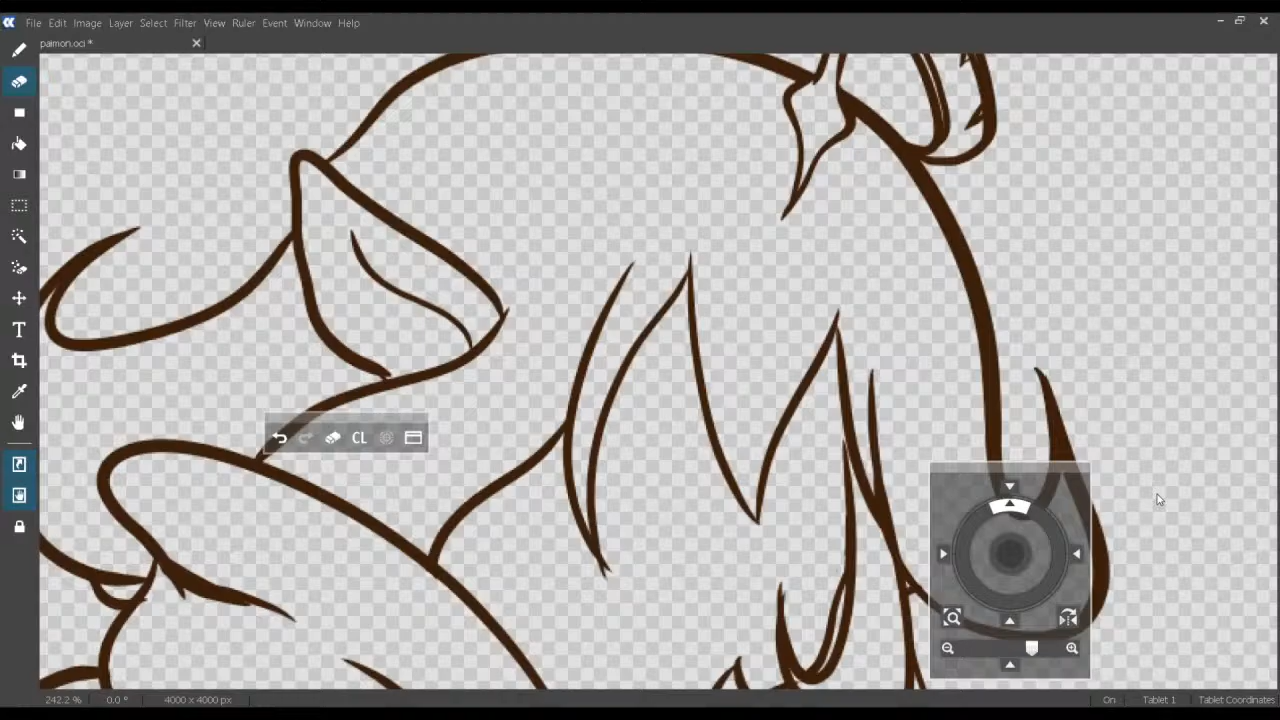 File Edit Image Layer Select Filter View Ruler Event Window Help
paimon.oci *
CL
242.2 % 0.0 ° 4000 x 4000 px On Tablet 1 Tablet Coordinates